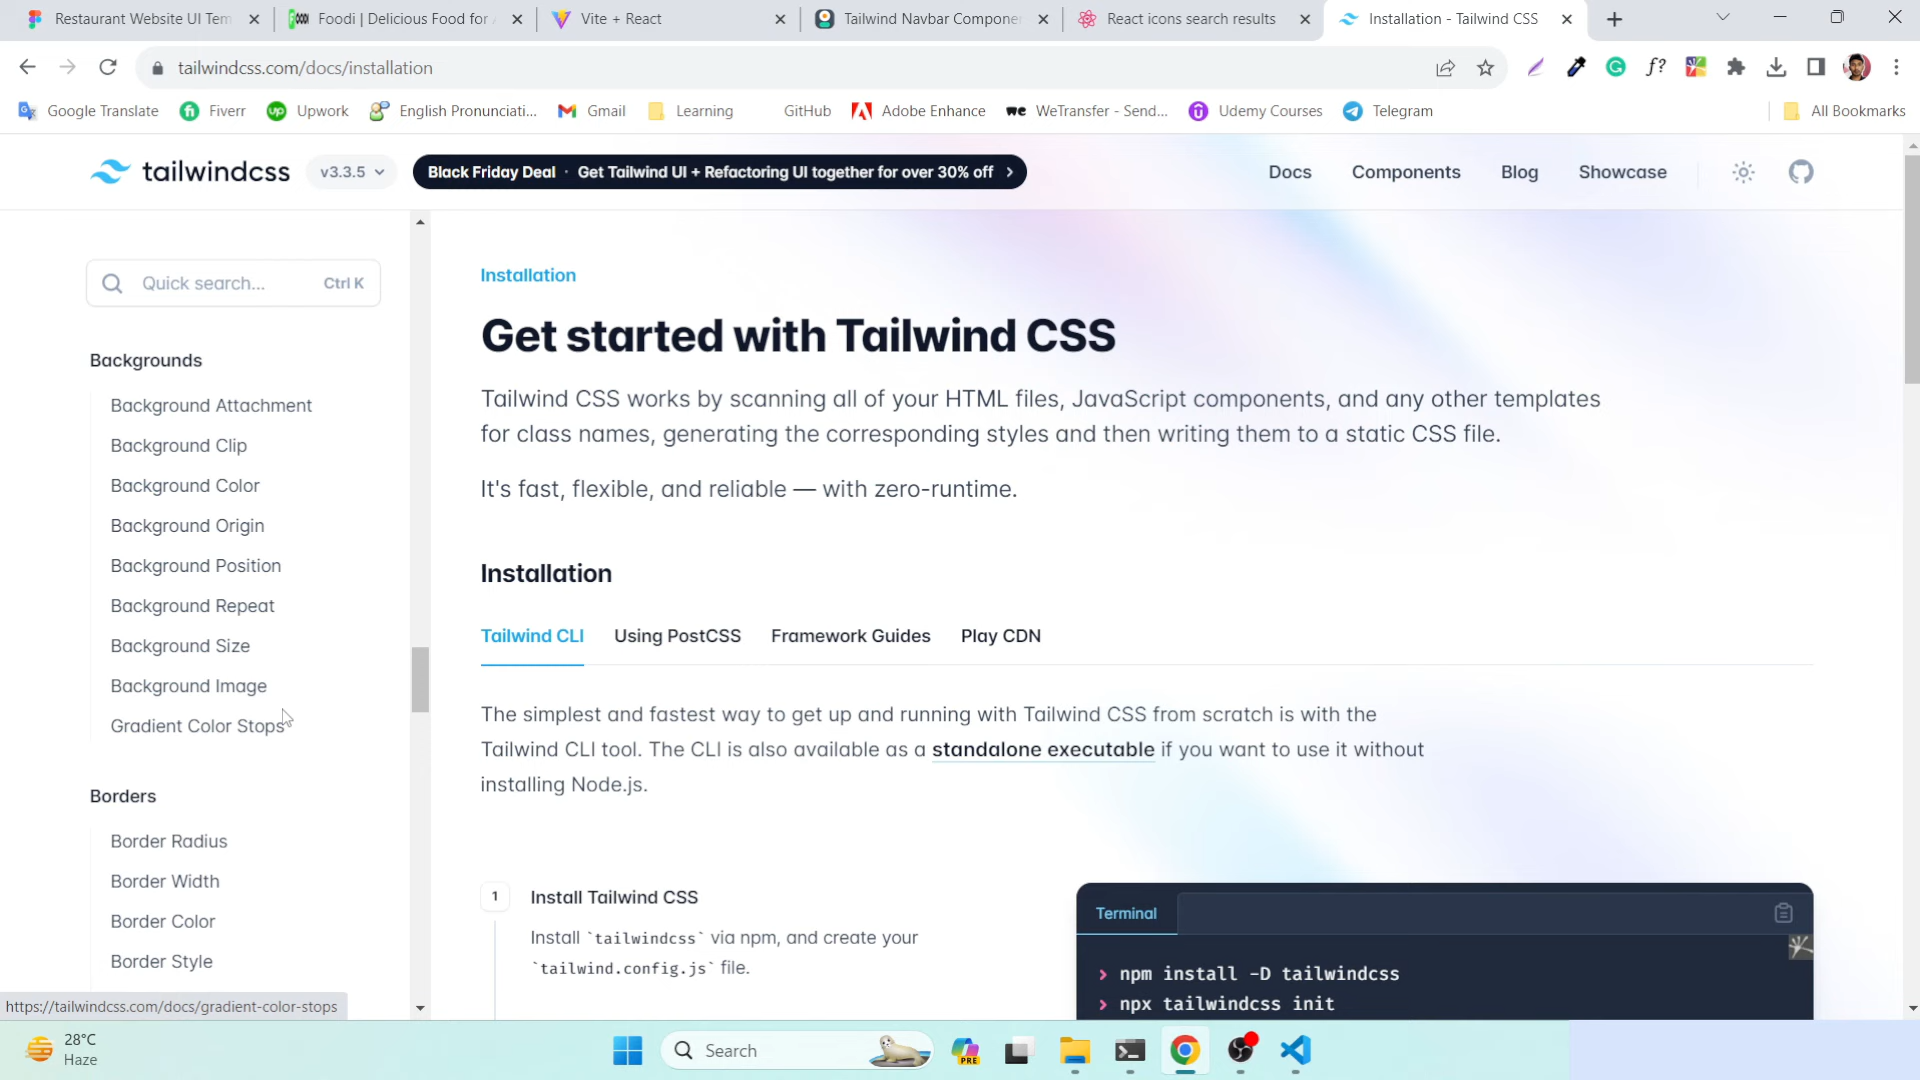 Restaurant Website UI Tem
Foodi | Delicious Food for A
Vite + React
Tailwind Navbar Componen
React icons search results
Installation - Tailwind CSS
tailwindcss.com/docs/installation
f?
Google Translate
Fiverr
Upwork
English Pronunciati...
Gmail
Learning
GitHub
Adobe Enhance
WeTransfer - Send...
Udemy Courses
Telegram
All Bookmarks
tailwindcss
v3.3.5
Black Friday Deal · Get Tailwind UI + Refactoring UI together for over 30% off
Docs
Components
Blog
Showcase
Quick search...
Ctrl K
Backgrounds
Background Attachment
Background Clip
Background Color
Background Origin
Background Position
Background Repeat
Background Size
Background Image
Gradient Color Stops
Borders
Border Radius
Border Width
Border Color
Border Style
Installation
Get started with Tailwind CSS
Tailwind CSS works by scanning all of your HTML files, JavaScript components, and any other templates
for class names, generating the corresponding styles and then writing them to a static CSS file.
It's fast, flexible, and reliable — with zero-runtime.
Installation
Tailwind CLI
Using PostCSS
Framework Guides
Play CDN
The simplest and fastest way to get up and running with Tailwind CSS from scratch is with the
Tailwind CLI tool. The CLI is also available as a standalone executable if you want to use it without
installing Node.js.
1
Install Tailwind CSS
Install `tailwindcss` via npm, and create your
`tailwind.config.js` file.
Terminal
> npm install -D tailwindcss
> npx tailwindcss init
https://tailwindcss.com/docs/gradient-color-stops
28°C
Haze
Search
PRE